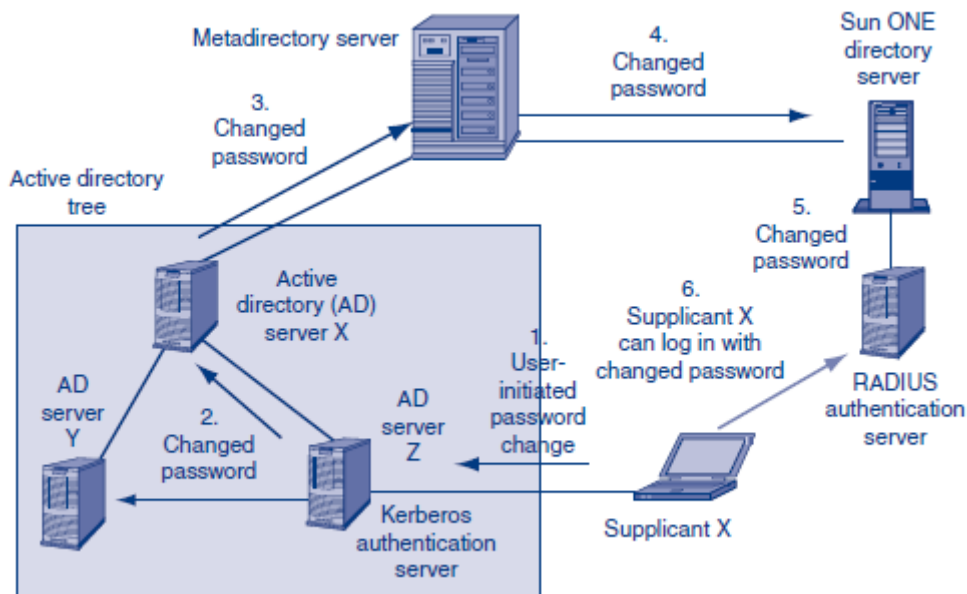 Metadirectory server
4.
Changed
password
Sun ONE
directory
server
3.
Changed
password
Active directory
tree
5.
Changed
password
Active
directory (AD)
server X
6.
Supplicant X
can log in with
changed password
1.
User-
initiated
password
change
RADIUS
authentication
server
AD
server
Y
2.
Changed
password
AD
server
Z
Kerberos
authentication
server
Supplicant X